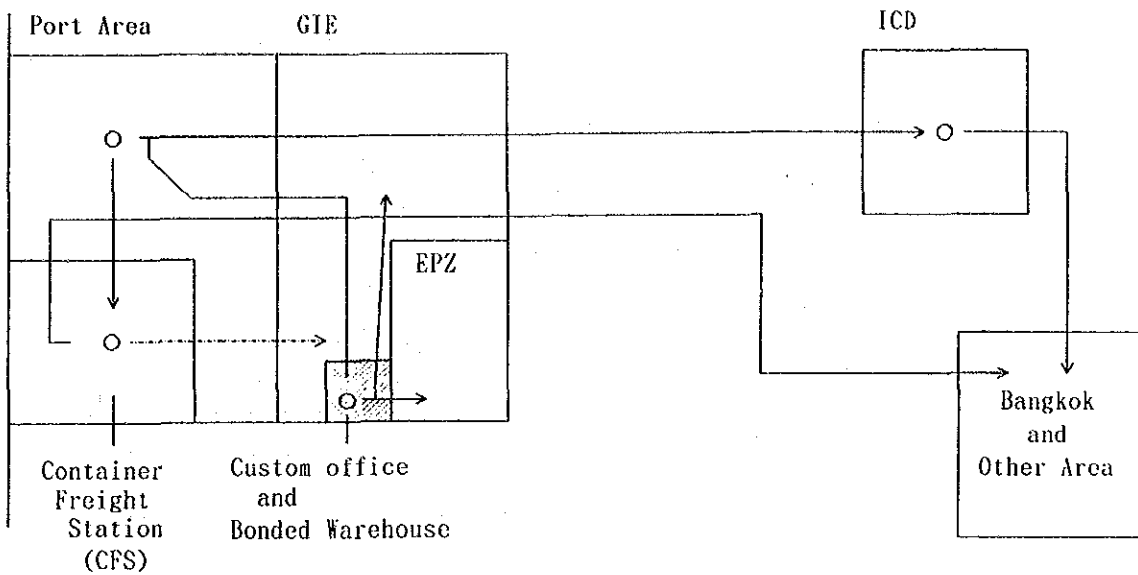 Port Area
GIE
ICD
EPZ
Bangkok
and
Other Area
Container
Freight
Station
(CFS)
Custom office
and
Bonded Warehouse